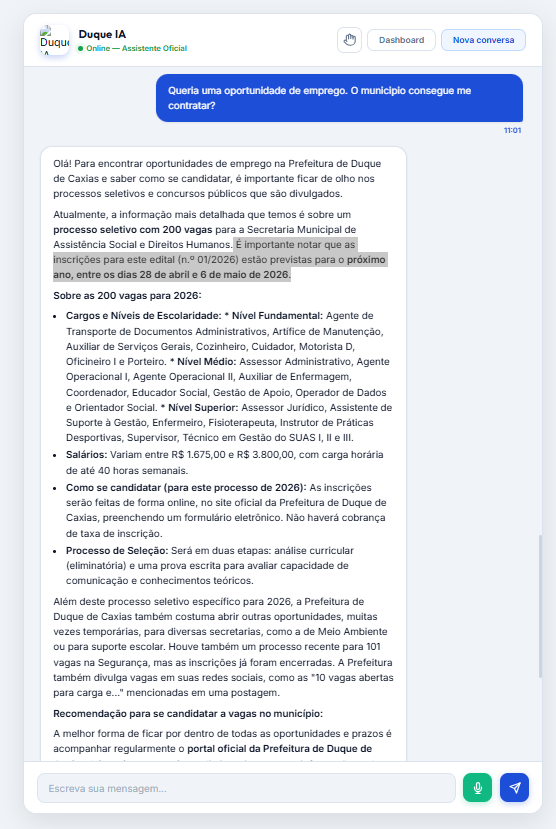 Duque IA
Online — Assistente Oficial
Dashboard
Nova conversa
Queria uma oportunidade de emprego. O municipio consegue me
contratar?
11:01
Olá! Para encontrar oportunidades de emprego na Prefeitura de Duque
de Caxias e saber como se candidatar, é importante ficar de olho nos
processos seletivos e concursos públicos que são divulgados.
Atualmente, a informação mais detalhada que temos é sobre um
processo seletivo com 200 vagas para a Secretaria Municipal de
Assistência Social e Direitos Humanos. É importante notar que as
inscrições para este edital (n.º 01/2026) estão previstas para o próximo
ano, entre os dias 28 de abril e 6 de maio de 2026.
Sobre as 200 vagas para 2026:
• Cargos e Níveis de Escolaridade: * Nível Fundamental: Agente de
Transporte de Documentos Administrativos, Artífice de Manutenção,
Auxiliar de Serviços Gerais, Cozinheiro, Cuidador, Motorista D,
Oficineiro I e Porteiro. * Nível Médio: Assessor Administrativo, Agente
Operacional I, Agente Operacional II, Auxiliar de Enfermagem,
Coordenador, Educador Social, Gestão de Apoio, Operador de Dados
e Orientador Social. * Nível Superior: Assessor Jurídico, Assistente de
Suporte à Gestão, Enfermeiro, Fisioterapeuta, Instrutor de Práticas
Desportivas, Supervisor, Técnico em Gestão do SUAS I, II e III.
• Salários: Variam entre R$ 1.675,00 e R$ 3.800,00, com carga horária
de até 40 horas semanais.
• Como se candidatar (para este processo de 2026): As inscrições
serão feitas de forma online, no site oficial da Prefeitura de Duque de
Caxias, preenchendo um formulário eletrônico. Não haverá cobrança
de taxa de inscrição.
• Processo de Seleção: Será em duas etapas: análise curricular
(eliminatória) e uma prova escrita para avaliar capacidade de
comunicação e conhecimentos teóricos.
Além deste processo seletivo específico para 2026, a Prefeitura de
Duque de Caxias também costuma abrir outras oportunidades, muitas
vezes temporárias, para diversas secretarias, como a de Meio Ambiente
ou para suporte escolar. Houve também um processo recente para 101
vagas na Segurança, mas as inscrições já foram encerradas. A Prefeitura
também divulga vagas em suas redes sociais, como as "10 vagas abertas
para carga e..." mencionadas em uma postagem.
Recomendação para se candidatar a vagas no município:
A melhor forma de ficar por dentro de todas as oportunidades e prazos é
acompanhar regularmente o portal oficial da Prefeitura de Duque de
Escreva sua mensagem...